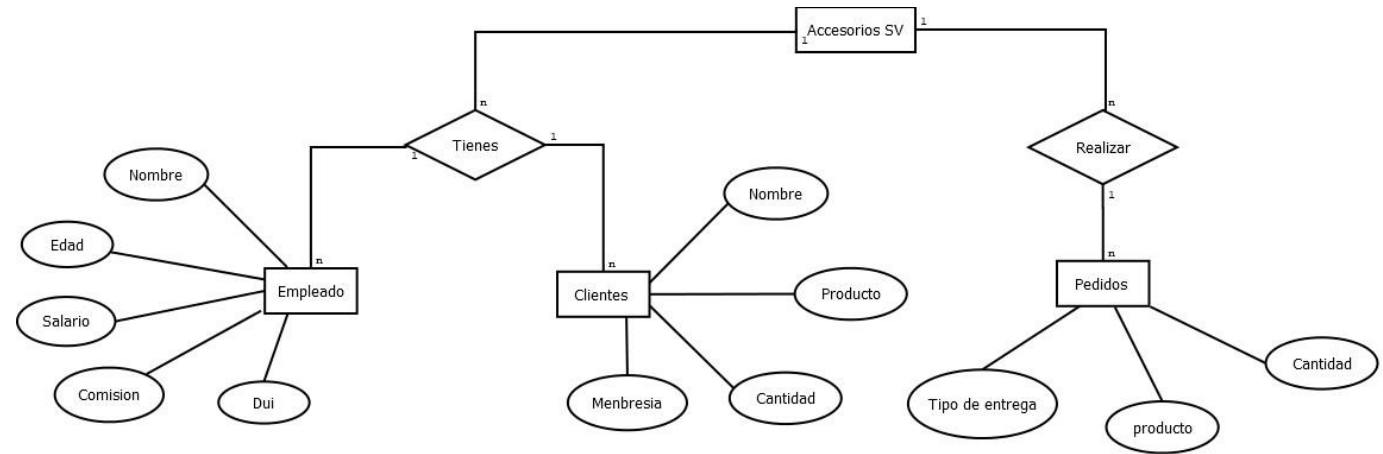 Accesorios SV
1
1
n
n
Tienes
1
1
Realizar
1
Nombre
Nombre
Edad
n
n
n
Empleado
Clientes
Producto
Pedidos
Salario
Comision
Dui
Menbresia
Cantidad
Tipo de entrega
producto
Cantidad